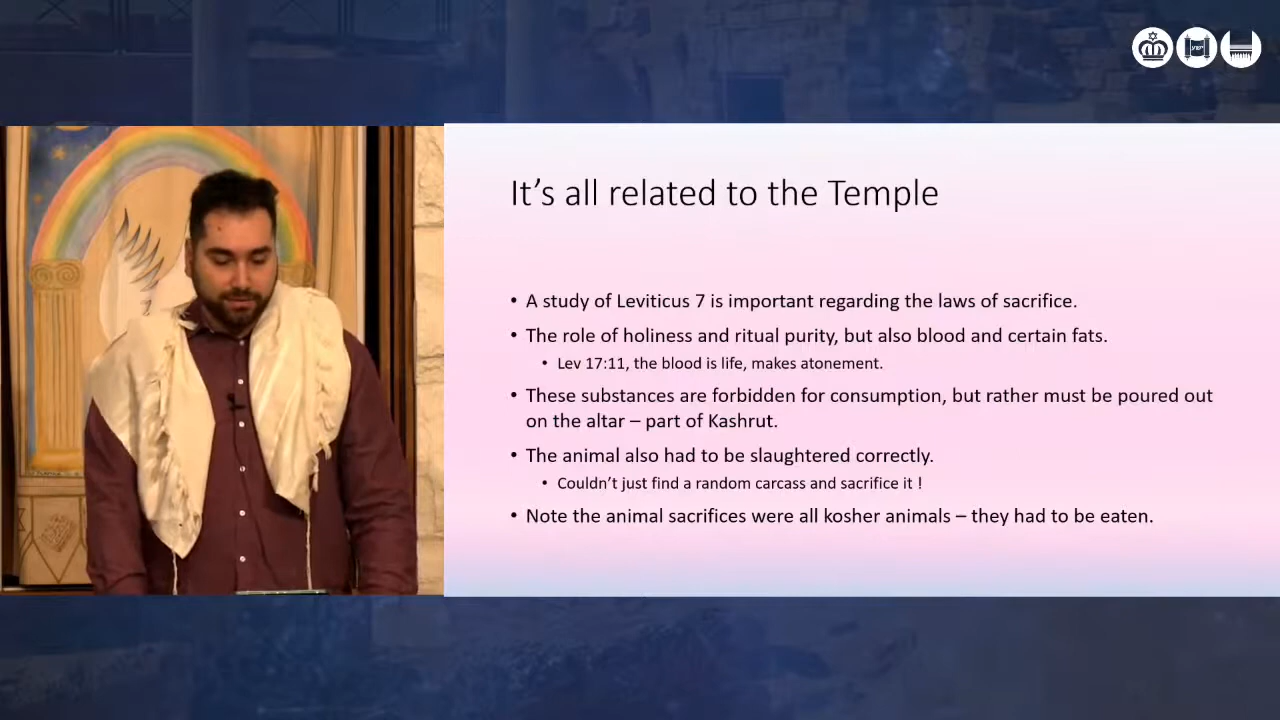 It's all related to the Temple
• A study of Leviticus 7 is important regarding the laws of sacrifice.
• The role of holiness and ritual purity, but also blood and certain fats.
• Lev 17:11, the blood is life, makes atonement.
• These substances are forbidden for consumption, but rather must be poured out
on the altar – part of Kashrut.
• The animal also had to be slaughtered correctly.
• Couldn't just find a random carcass and sacrifice it !
• Note the animal sacrifices were all kosher animals – they had to be eaten.